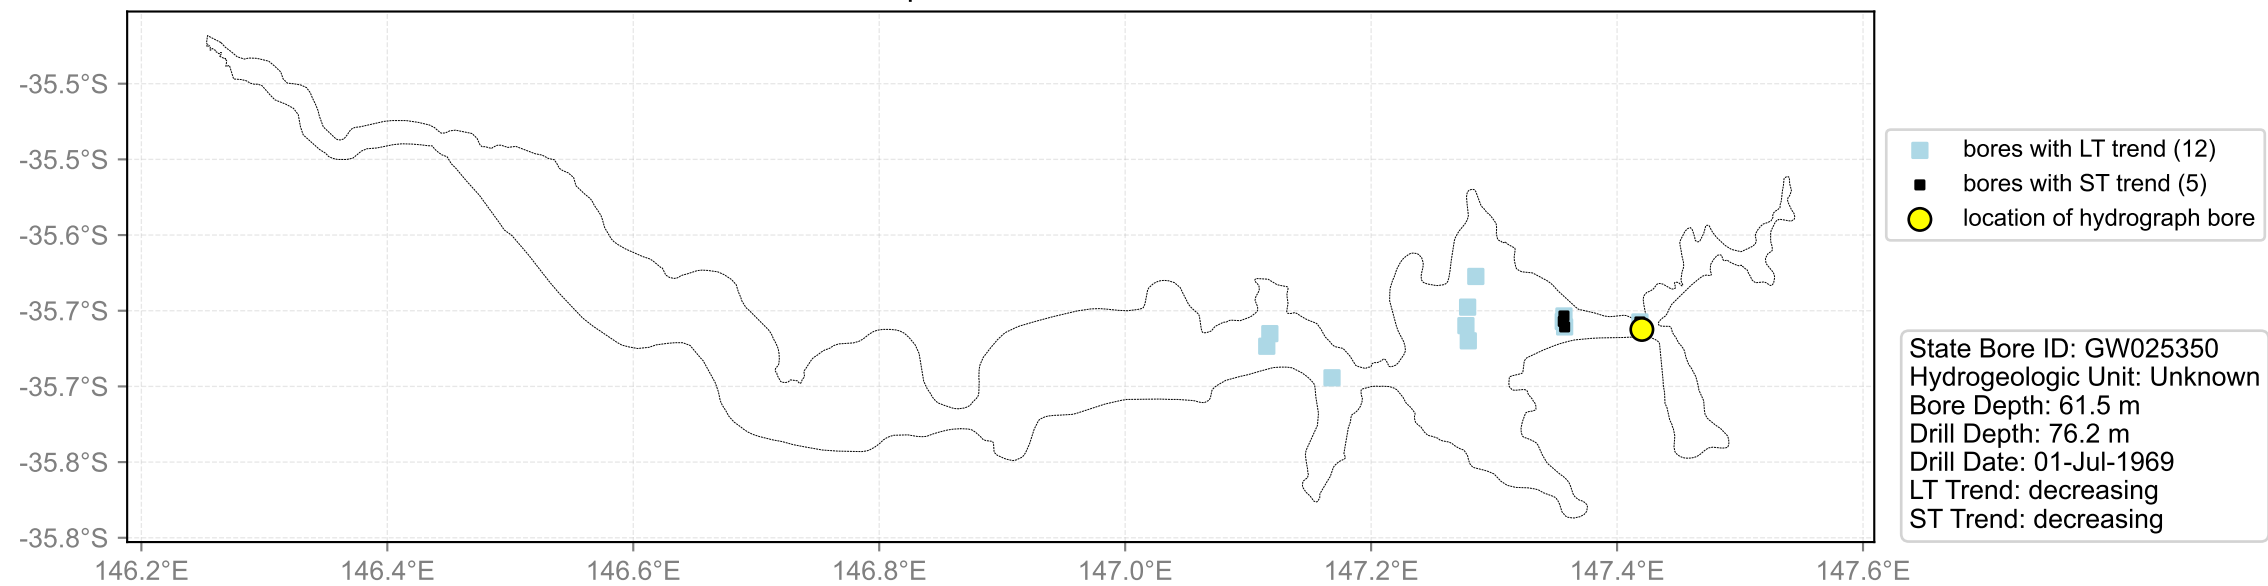 -35.5°S
-35.5°S
-35.6°S
-35.7°S
-35.7°S
-35.8°S
-35.8°S
146.2°E
146.4°E
146.6°E
146.8°E
147.0°E
147.2°E
147.4°E
147.6°E
bores with LT trend (12)
bores with ST trend (5)
location of hydrograph bore
State Bore ID: GW025350
Hydrogeologic Unit: Unknown
Bore Depth: 61.5 m
Drill Depth: 76.2 m
Drill Date: 01-Jul-1969
LT Trend: decreasing
ST Trend: decreasing